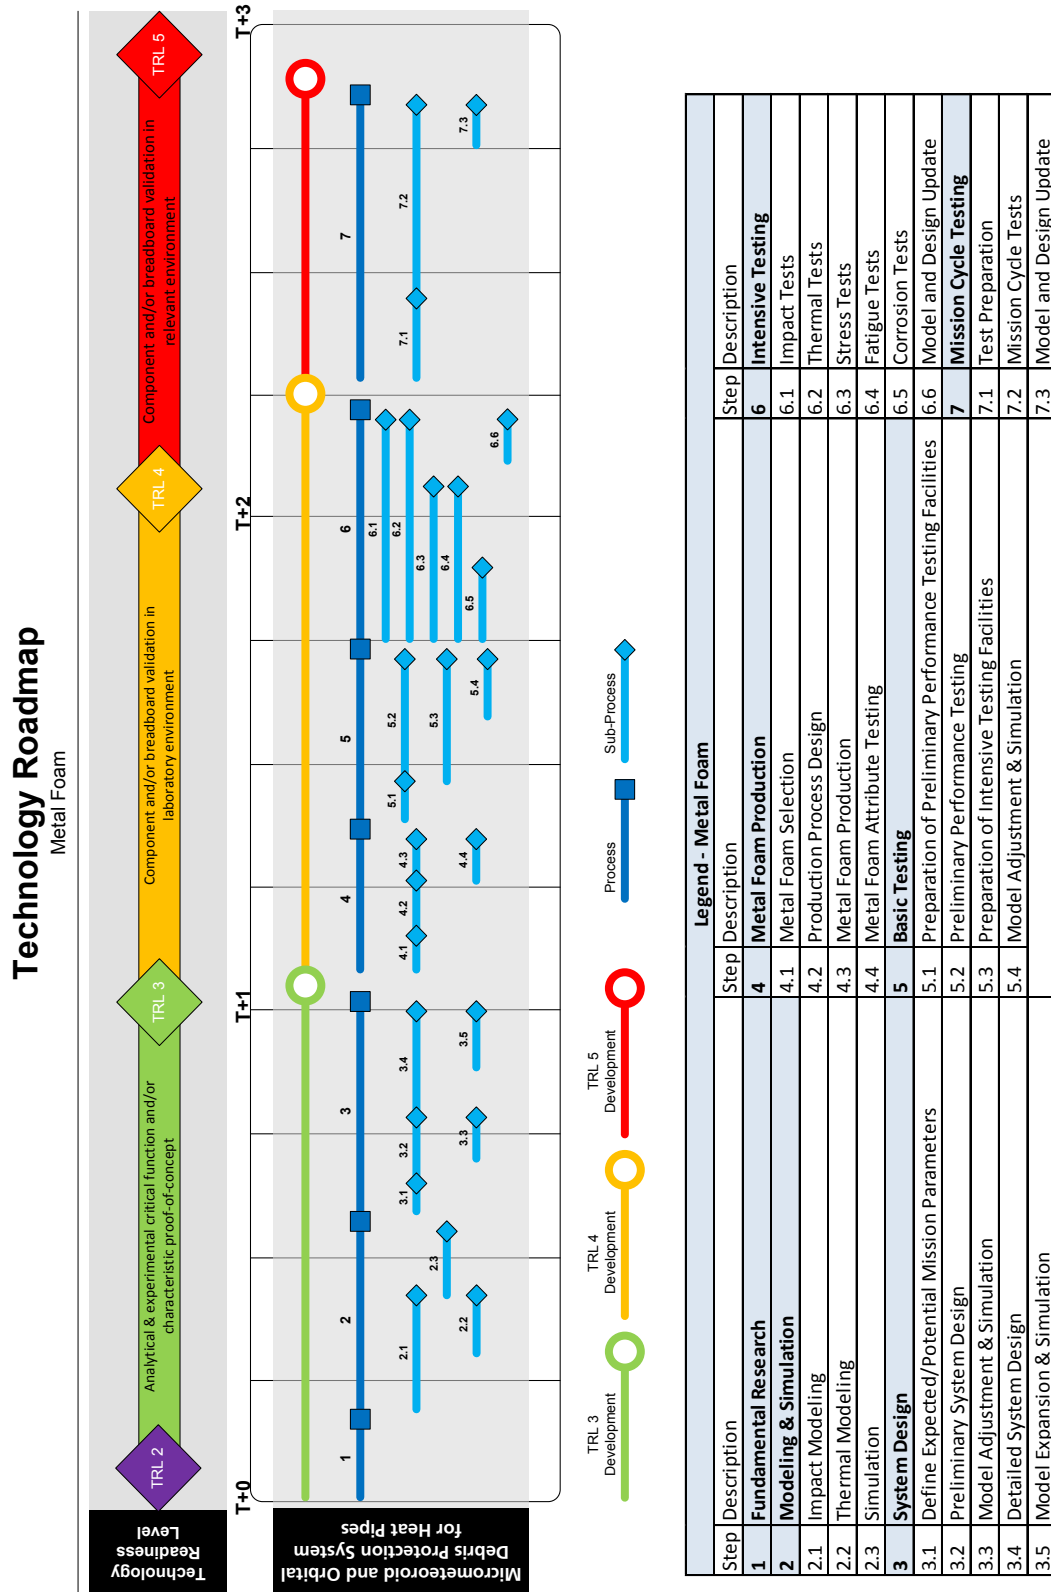 Technology Roadmap
Metal Foam
Technology
Readiness
Level
TRL 2
Analytical & experimental critical function and/or
characteristic proof-of-concept
TRL 3
Component and/or breadboard validation in
laboratory environment
TRL 4
Component and/or breadboard validation in
relevant environment
TRL 5
T+0
T+1
T+2
T+3
Micrometeoroid and Orbital
Debris Protection System
for Heat Pipes
1
2
3
4
5
6
7
2.1
2.2
2.3
3.1
3.2
3.3
3.4
3.5
4.1
4.2
4.3
4.4
5.1
5.2
5.3
5.4
6.1
6.2
6.3
6.4
6.5
6.6
7.1
7.2
7.3
TRL 3
Development
TRL 4
Development
TRL 5
Development
Process
Sub-Process
Legend - Metal Foam
Step Description Step Description Step Description
1 Fundamental Research 4 Metal Foam Production 6 Intensive Testing
2 Modeling & Simulation 4.1 Metal Foam Selection 6.1 Impact Tests
2.1 Impact Modeling 4.2 Production Process Design 6.2 Thermal Tests
2.2 Thermal Modeling 4.3 Metal Foam Production 6.3 Stress Tests
2.3 Simulation 4.4 Metal Foam Attribute Testing 6.4 Fatigue Tests
3 System Design 5 Basic Testing 6.5 Corrosion Tests
3.1 Define Expected/Potential Mission Parameters 5.1 Preparation of Preliminary Performance Testing Facilities 6.6 Model and Design Update
3.2 Preliminary System Design 5.2 Preliminary Performance Testing 7 Mission Cycle Testing
3.3 Model Adjustment & Simulation 5.3 Preparation of Intensive Testing Facilities 7.1 Test Preparation
3.4 Detailed System Design 5.4 Model Adjustment & Simulation 7.2 Mission Cycle Tests
3.5 Model Expansion & Simulation 7.3 Model and Design Update